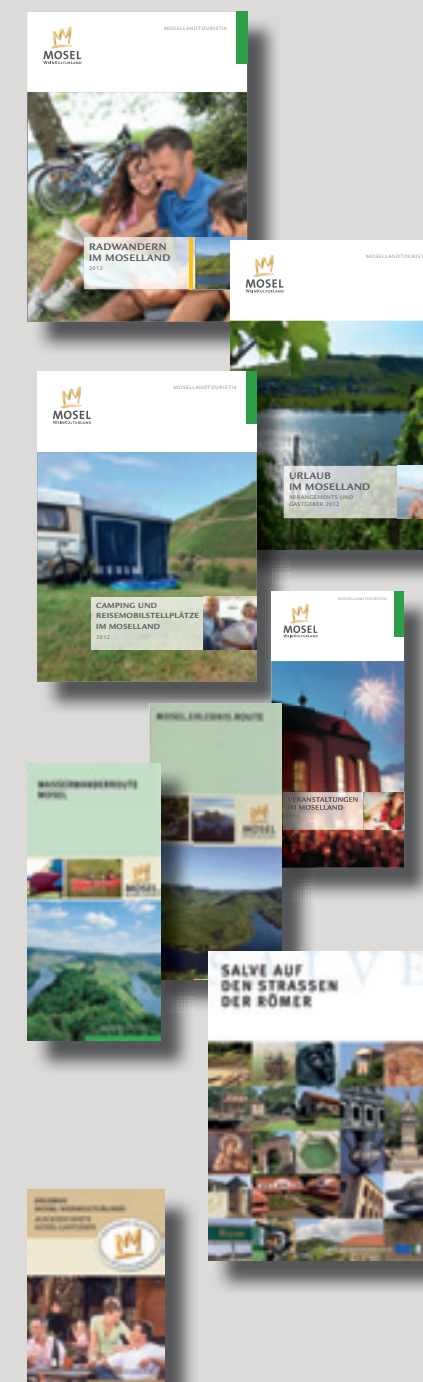 MOSELLANDTOURISTIK
MOSEL
WEINKULTURLAND
RADWANDERN
IM MOSELLAND
2012
MOSEL
WEINKULTURLAND
URLAUB
IM MOSELLAND
ARRANGEMENTS UND
GASTGEBER 2012
MOSELLANDTOURISTIK
MOSEL
WEINKULTURLAND
CAMPING UND
REISEMOBILSTELLPLÄTZE
IM MOSELLAND
2012
MOSELLANDTOURISTIK
MOSEL
WEINKULTURLAND
VERANSTALTUNGEN
IM MOSELLAND
MOSEL.ERLEBNIS.ROUTE
MOSEL
WASSERWANDERROUTE
MOSEL
MOSEL
SALVE
SALVE AUF
DEN STRASSEN
DER RÖMER